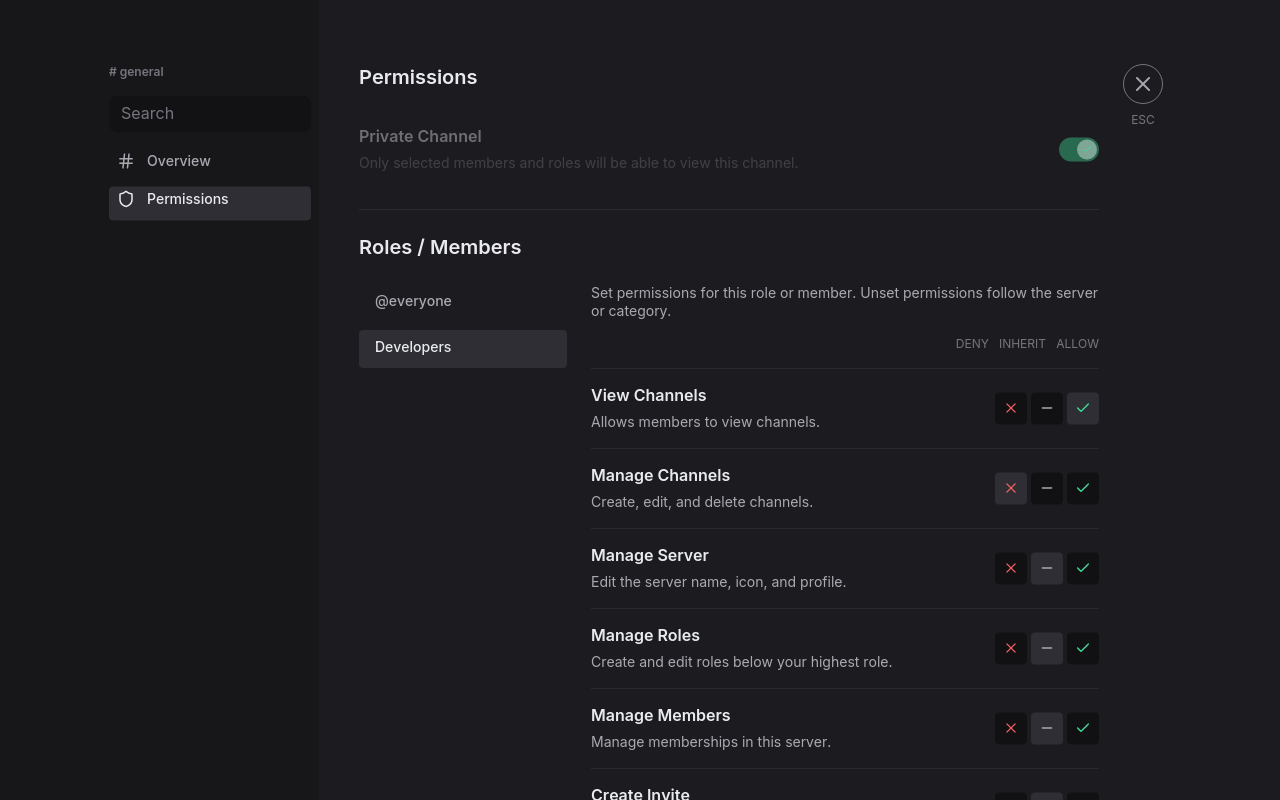 # general
Search
Overview
Permissions
Permissions
Private Channel
Only selected members and roles will be able to view this channel.
ESC
Roles / Members
@everyone
Developers
Set permissions for this role or member. Unset permissions follow the server
or category.
DENY INHERIT ALLOW
View Channels
Allows members to view channels.
Manage Channels
Create, edit, and delete channels.
Manage Server
Edit the server name, icon, and profile.
Manage Roles
Create and edit roles below your highest role.
Manage Members
Manage memberships in this server.
Create Invite